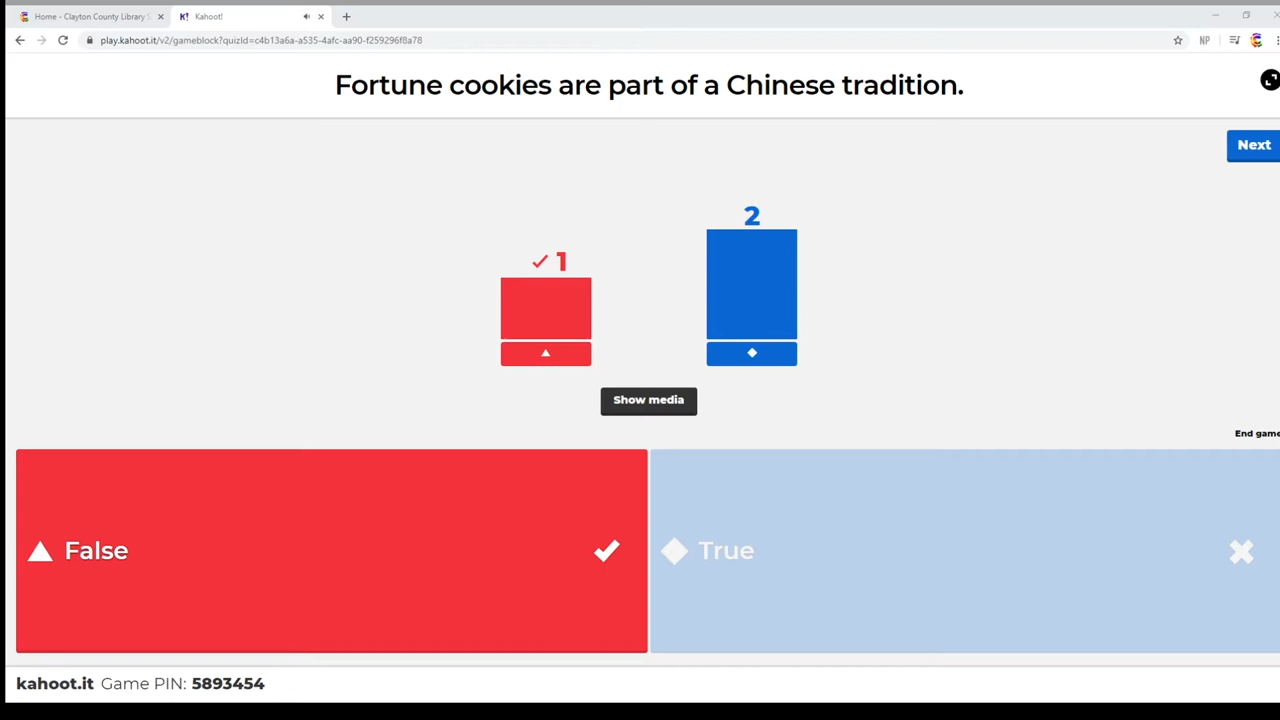 Home - Clayton County Library S
Kahoot!
play.kahoot.it/v2/gameblock?quizId=c4b13a6a-a535-4afc-aa90-f259296f8a78
NP
Fortune cookies are part of a Chinese tradition.
Next
1
2
Show media
End game
False
True
kahoot.it Game PIN: 5893454